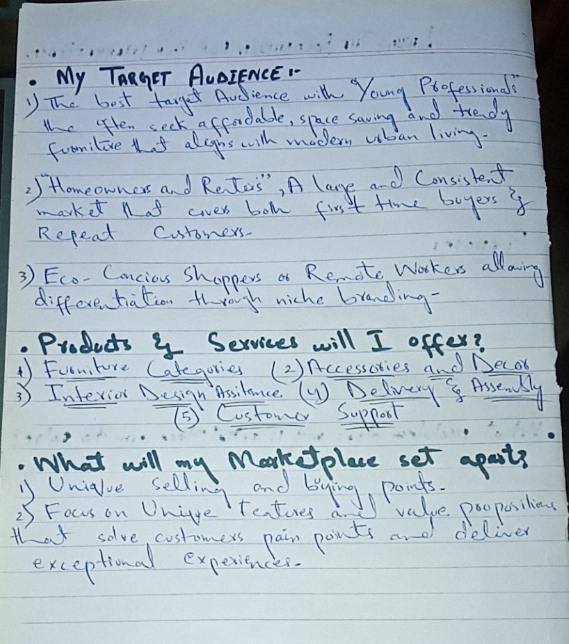 • My TARGET AUDIENCE :-
1) The best target Audience with "Young Professionals"
the often seek affordable, space saving and trendy
furniture that aligns with modern urban living.
2) "Homeowners and Renters", A large and Consistent
market that covers both first time buyers &
Repeat Customers.
3) Eco-Concious Shoppers or Remote Workers allowing
differentiation through niche branding.
• Products & Services will I offer?
1) Furniture Categories (2) Accessories and Decor
3) Interior Design Assitance. (4) Delivery & Assembly
(5) Customer Support
• What will my Marketplace set apart?
1) Unique Selling and buying points.
2) Focus on Unique features and value propositions
that solve customers pain points and deliver
exceptional experiences.